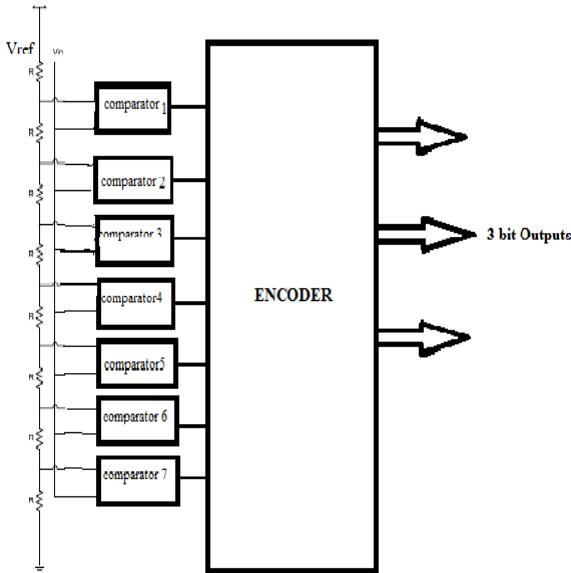 Vref
Vin
R
comparator 1
R
comparator 2
R
comparator 3
R
comparator4
R
comparator5
R
comparator 6
R
comparator 7
R
ENCODER
3 bit Outputs